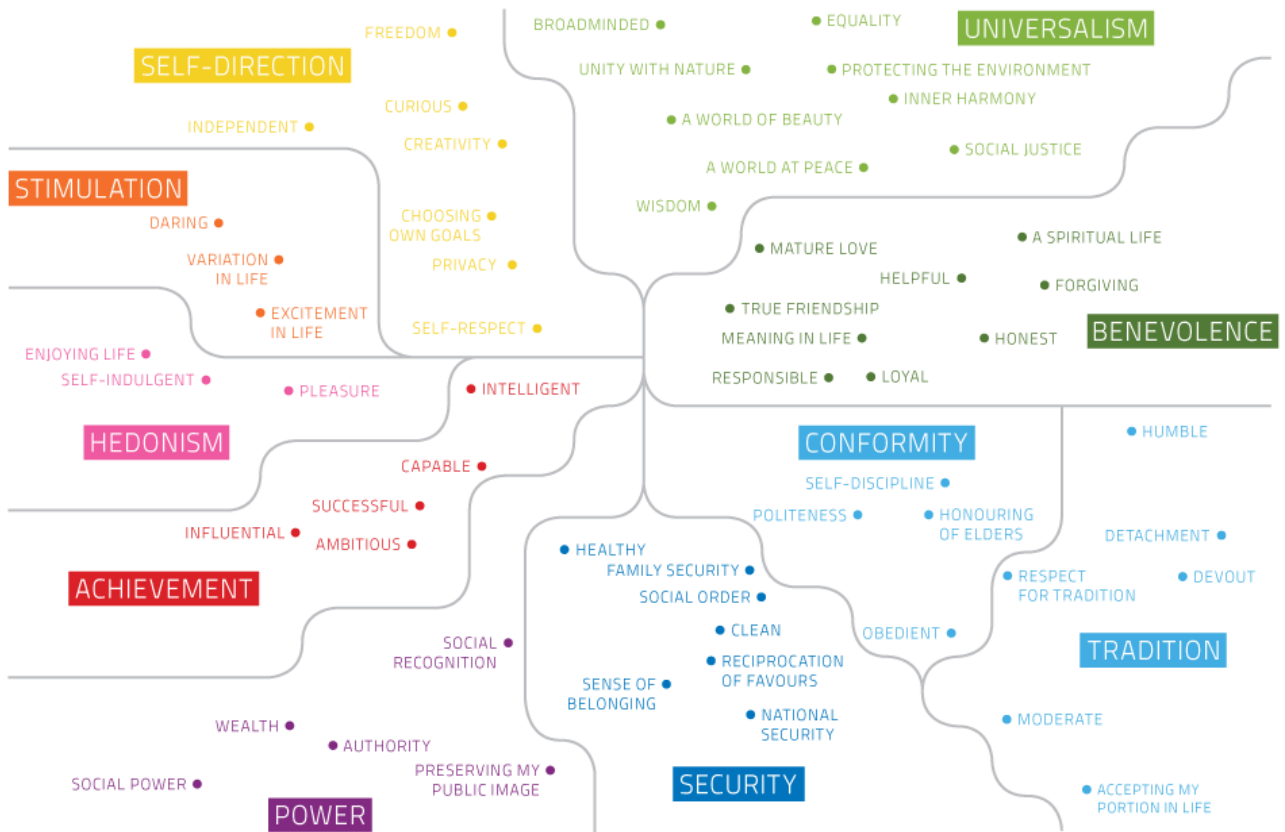 SELF-DIRECTION
FREEDOM
CURIOUS
INDEPENDENT
CREATIVITY
CHOOSING
OWN GOALS
PRIVACY
SELF-RESPECT
UNIVERSALISM
BROADMINDED
EQUALITY
UNITY WITH NATURE
PROTECTING THE ENVIRONMENT
INNER HARMONY
A WORLD OF BEAUTY
SOCIAL JUSTICE
A WORLD AT PEACE
WISDOM
STIMULATION
DARING
VARIATION
IN LIFE
EXCITEMENT
IN LIFE
BENEVOLENCE
MATURE LOVE
A SPIRITUAL LIFE
HELPFUL
FORGIVING
TRUE FRIENDSHIP
MEANING IN LIFE
HONEST
RESPONSIBLE
LOYAL
ENJOYING LIFE
SELF-INDULGENT
PLEASURE
HEDONISM
INTELLIGENT
CAPABLE
SUCCESSFUL
INFLUENTIAL
AMBITIOUS
ACHIEVEMENT
CONFORMITY
SELF-DISCIPLINE
POLITENESS
HONOURING
OF ELDERS
OBEDIENT
HUMBLE
DETACHMENT
RESPECT
FOR TRADITION
DEVOUT
TRADITION
MODERATE
ACCEPTING MY
PORTION IN LIFE
HEALTHY
FAMILY SECURITY
SOCIAL ORDER
CLEAN
RECIPROCATION
OF FAVOURS
SENSE OF
BELONGING
NATIONAL
SECURITY
SECURITY
SOCIAL
RECOGNITION
WEALTH
AUTHORITY
SOCIAL POWER
PRESERVING MY
PUBLIC IMAGE
POWER